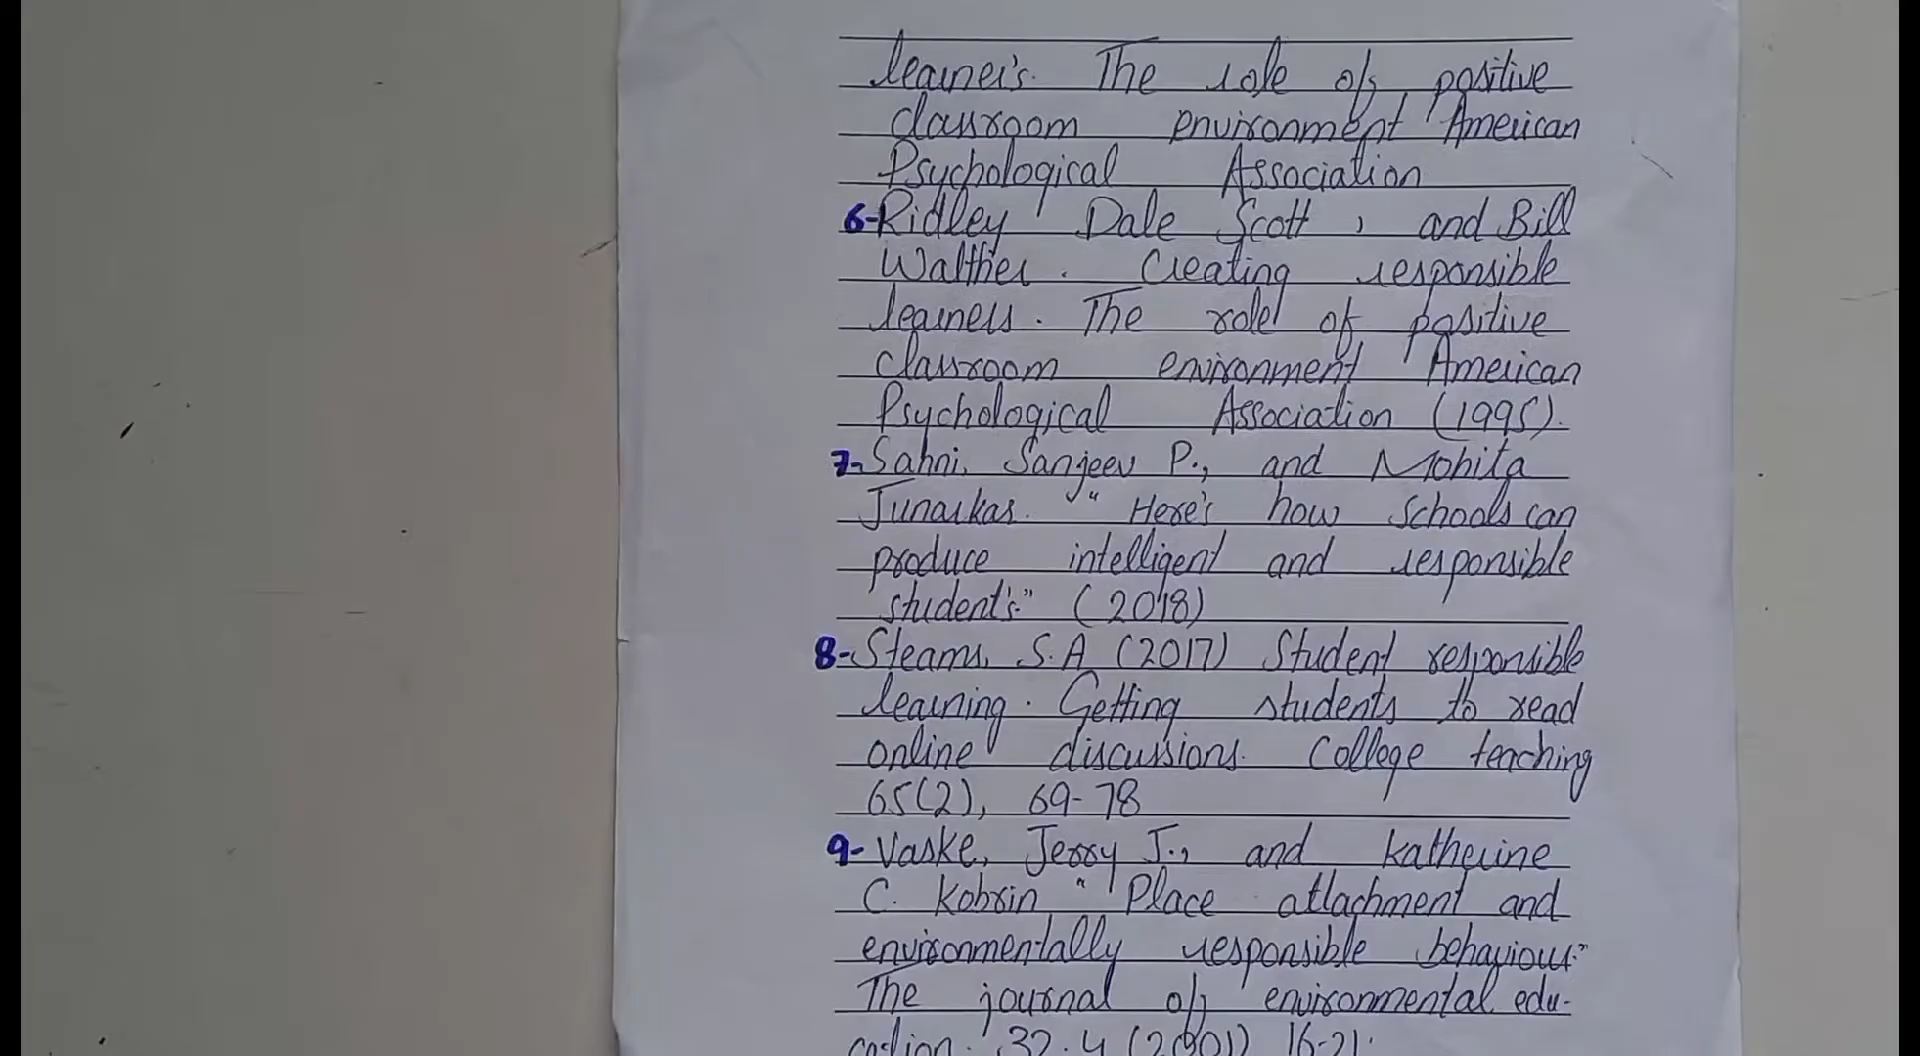 learner's. The role of positive
classroom environment American
Psychological Association
6-Ridley Dale Scott, and Bill
Walther. Creating responsible
learners. The role of positive
classroom environment American
Psychological Association (1995).
7-Sahni, Sanjeev P., and Mohita
Junarkar. "Here's how schools can
produce intelligent and responsible
student's." (2018)
8-Stearns, S.A (2017) Student responsible
learning. Getting students to read
online discussions. College teaching
65(2), 69-78
9-Vaske, Jerry J., and Katherine
C. Kobrin "Place attachment and
environmentally responsible behaviour."
The journal of environmental edu-
cation. 32.4 (2001) 16-21.